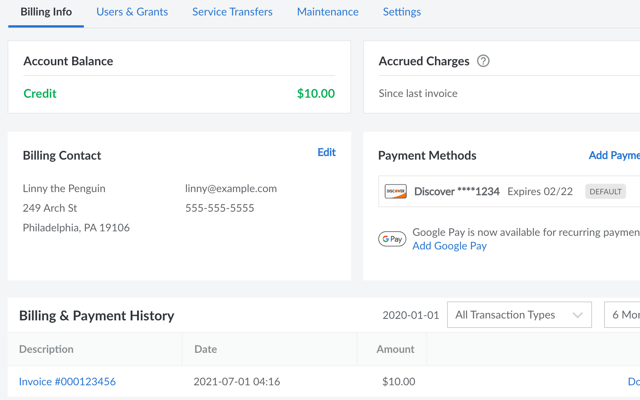 Billing Info Users & Grants Service Transfers Maintenance Settings
Account Balance
Credit $10.00
Accrued Charges ?
Since last invoice
Billing Contact Edit
Linny the Penguin linny@example.com
249 Arch St 555-555-5555
Philadelphia, PA 19106
Payment Methods Add Payme
DISCOVER Discover ****1234 Expires 02/22 DEFAULT
G Pay Google Pay is now available for recurring paymen
Add Google Pay
Billing & Payment History 2020-01-01 All Transaction Types 6 Mon
Description Date Amount
Invoice #000123456 2021-07-01 04:16 $10.00 Do